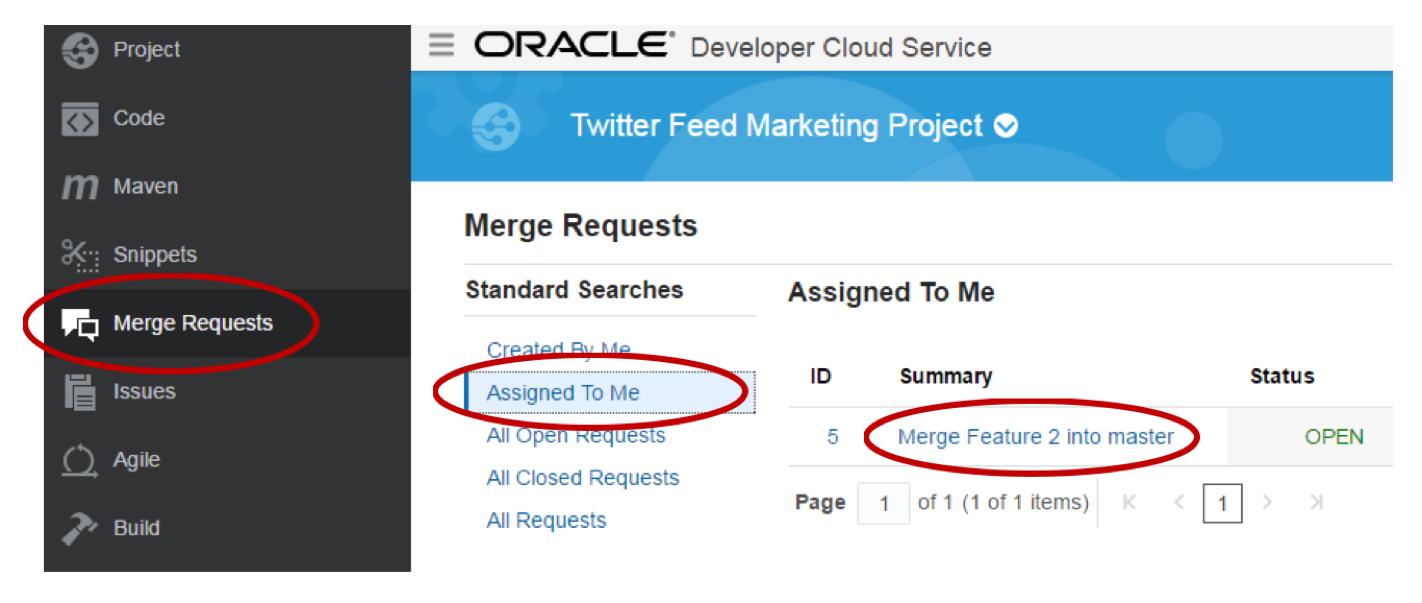 Project
Code
Maven
Snippets
Merge Requests
Issues
Agile
Build
ORACLE® Developer Cloud Service
Twitter Feed Marketing Project
Merge Requests
Standard Searches
Created By Me
Assigned To Me
All Open Requests
All Closed Requests
All Requests
Assigned To Me
ID Summary Status
5 Merge Feature 2 into master OPEN
Page 1 of 1 (1 of 1 items) K < 1 > K